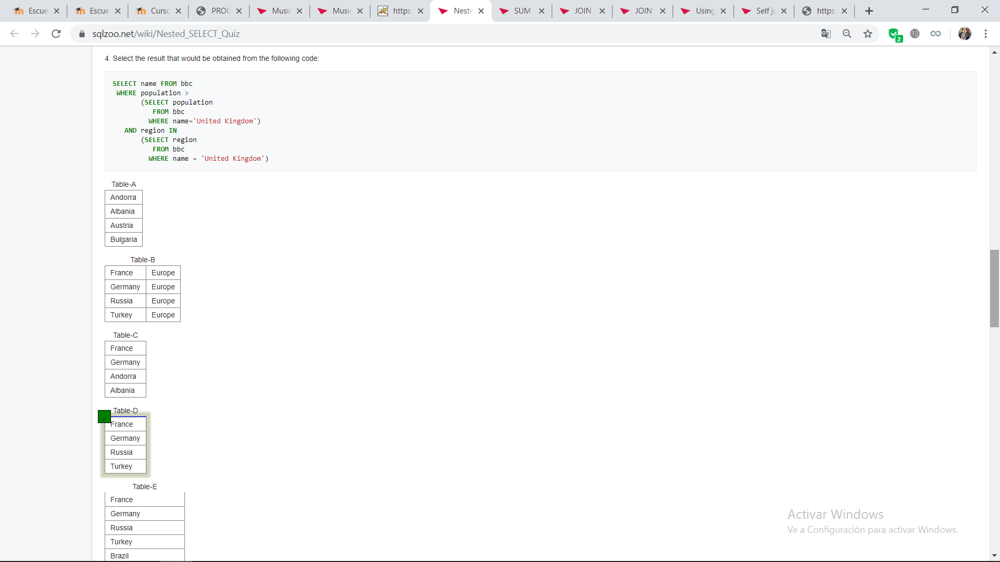 Escue
Escue
Curso
PROG
Music
Music
https:
Neste
SUM
JOIN
JOIN
Using
Self jo
https:
sqlzoo.net/wiki/Nested_SELECT_Quiz
2
4. Select the result that would be obtained from the following code:
SELECT name FROM bbc
WHERE population >
(SELECT population
FROM bbc
WHERE name='United Kingdom')
AND region IN
(SELECT region
FROM bbc
WHERE name = 'United Kingdom')
Table-A
Andorra
Albania
Austria
Bulgaria
Table-B
France Europe
Germany Europe
Russia Europe
Turkey Europe
Table-C
France
Germany
Andorra
Albania
Table-D
France
Germany
Russia
Turkey
Table-E
France
Germany
Russia
Turkey
Brazil
Activar Windows
Ve a Configuración para activar Windows.